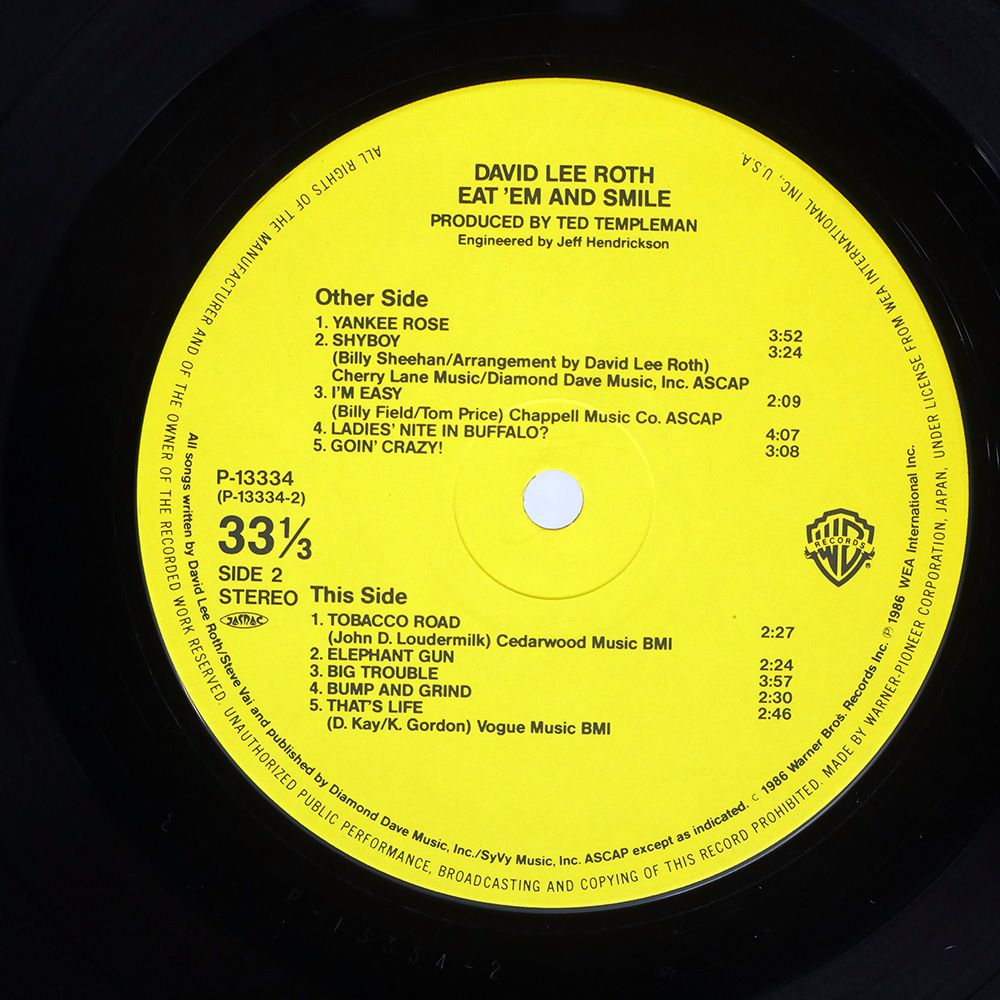 DAVID LEE ROTH
EAT 'EM AND SMILE
PRODUCED BY TED TEMPLEMAN
Engineered by Jeff Hendrickson
Other Side
1. YANKEE ROSE 3:52
2. SHYBOY 3:24
(Billy Sheehan/Arrangement by David Lee Roth)
Cherry Lane Music/Diamond Dave Music, Inc. ASCAP
3. I'M EASY 2:09
(Billy Field/Tom Price) Chappell Music Co. ASCAP
4. LADIES' NITE IN BUFFALO? 4:07
5. GOIN' CRAZY! 3:08
P-13334
(P-13334-2)
33⅓
SIDE 2
STEREO
JASRAC
WB
RECORDS
®
This Side
1. TOBACCO ROAD 2:27
(John D. Loudermilk) Cedarwood Music BMI
2. ELEPHANT GUN 2:24
3. BIG TROUBLE 3:57
4. BUMP AND GRIND 2:30
5. THAT'S LIFE 2:46
(D. Kay/K. Gordon) Vogue Music BMI
All songs written by David Lee Roth/Steve Vai and published by Diamond Dave Music, Inc./SyVy Music, Inc. ASCAP except as indicated. © 1986 Warner Bros. Records Inc. ℗ 1986 WEA International Inc.
ALL RIGHTS OF THE MANUFACTURER AND OF THE OWNER OF THE RECORDED WORK RESERVED. UNAUTHORIZED PUBLIC PERFORMANCE, BROADCASTING AND COPYING OF THIS RECORD PROHIBITED. MADE BY WARNER-PIONEER CORPORATION, JAPAN, UNDER LICENSE FROM WEA INTERNATIONAL INC., U.S.A.
P-13334-2